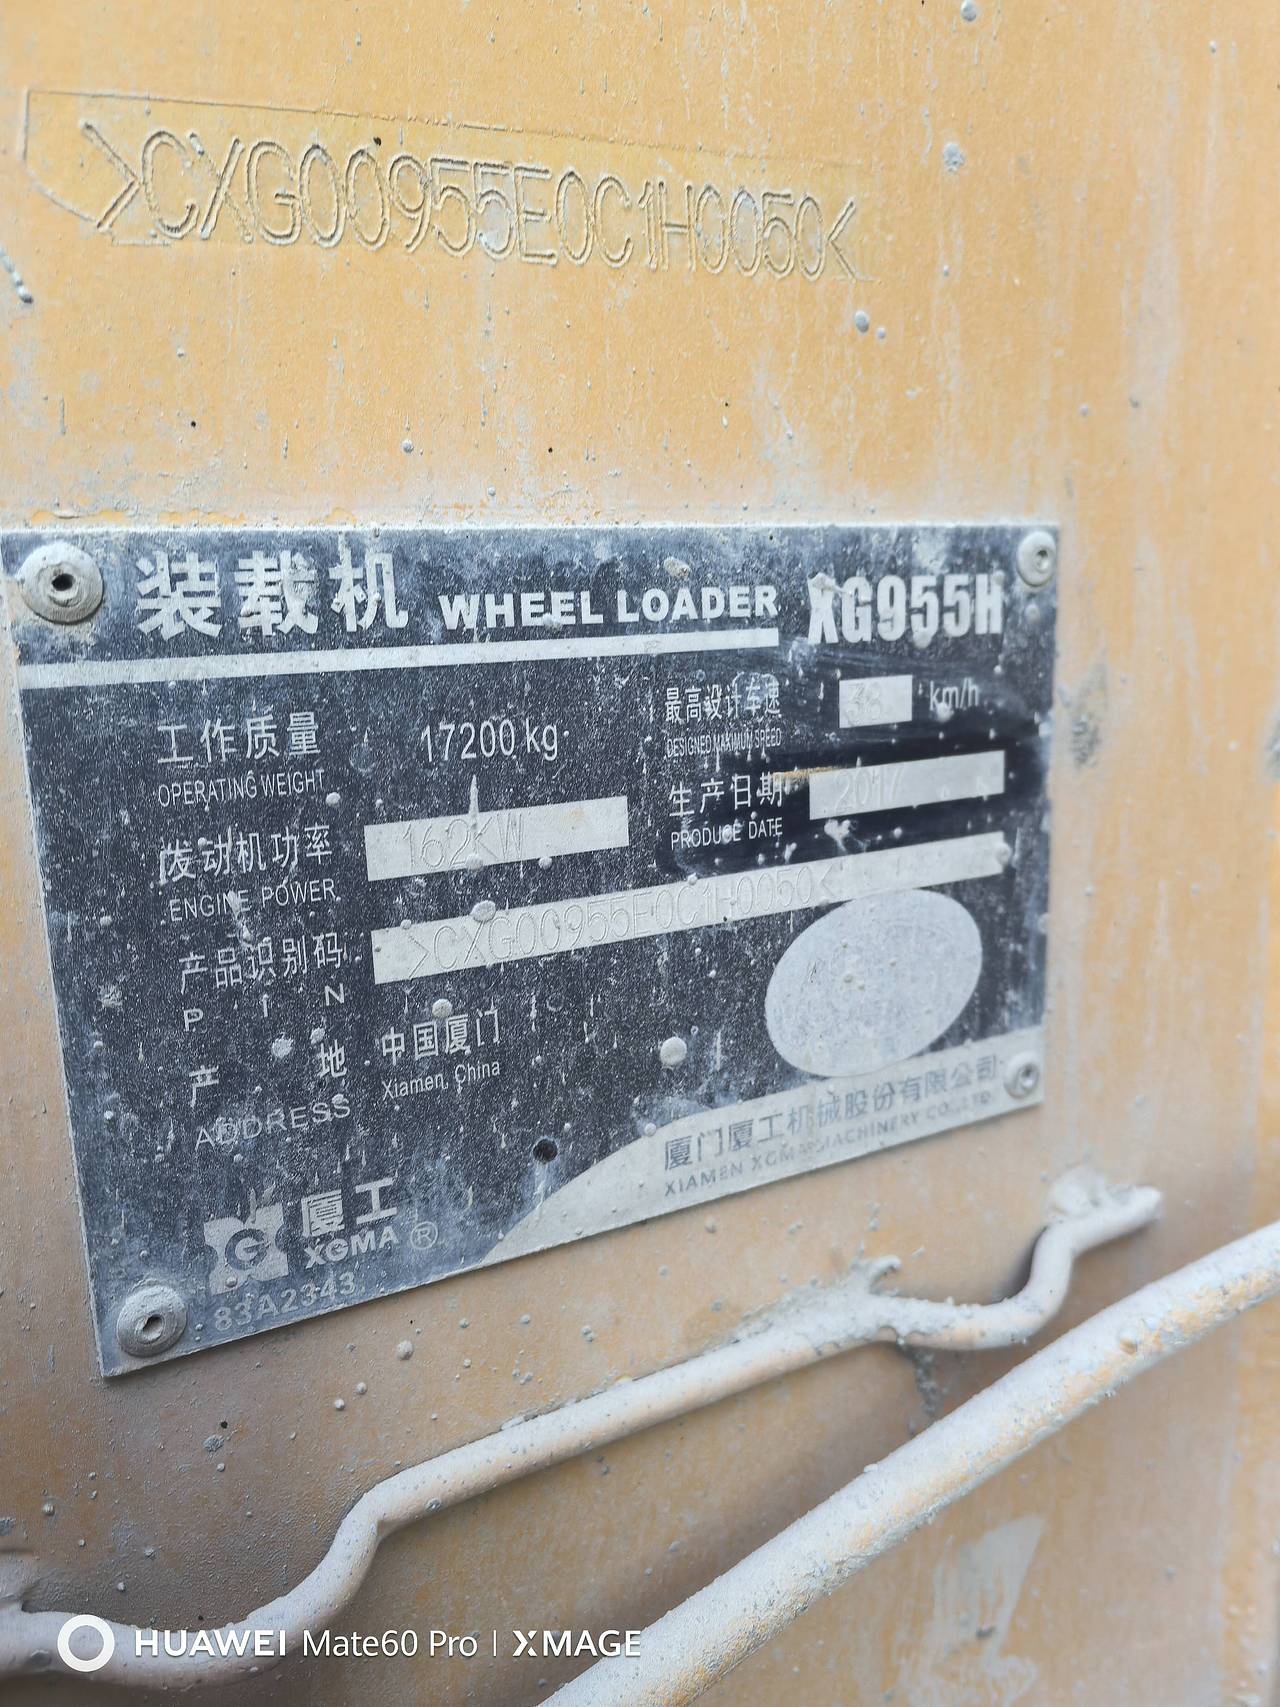 >CXG00955E0C1H0050<
装载机 WHEEL LOADER XG955H
工作质量 17200 kg
OPERATING WEIGHT
最高设计车速 km/h
DESIGNED MAXIMUM SPEED
发动机功率 162KW
ENGINE POWER
生产日期 2017
PRODUCE DATE
产品识别码 >CXG00955E0C1H0050<
P I N
产 地 中国厦门
ADDRESS Xiamen, China
厦门厦工机械股份有限公司
XIAMEN XGMA MACHINERY CO.,LTD.
厦工
XGMA ®
83A2343
HUAWEI Mate60 Pro | XMAGE